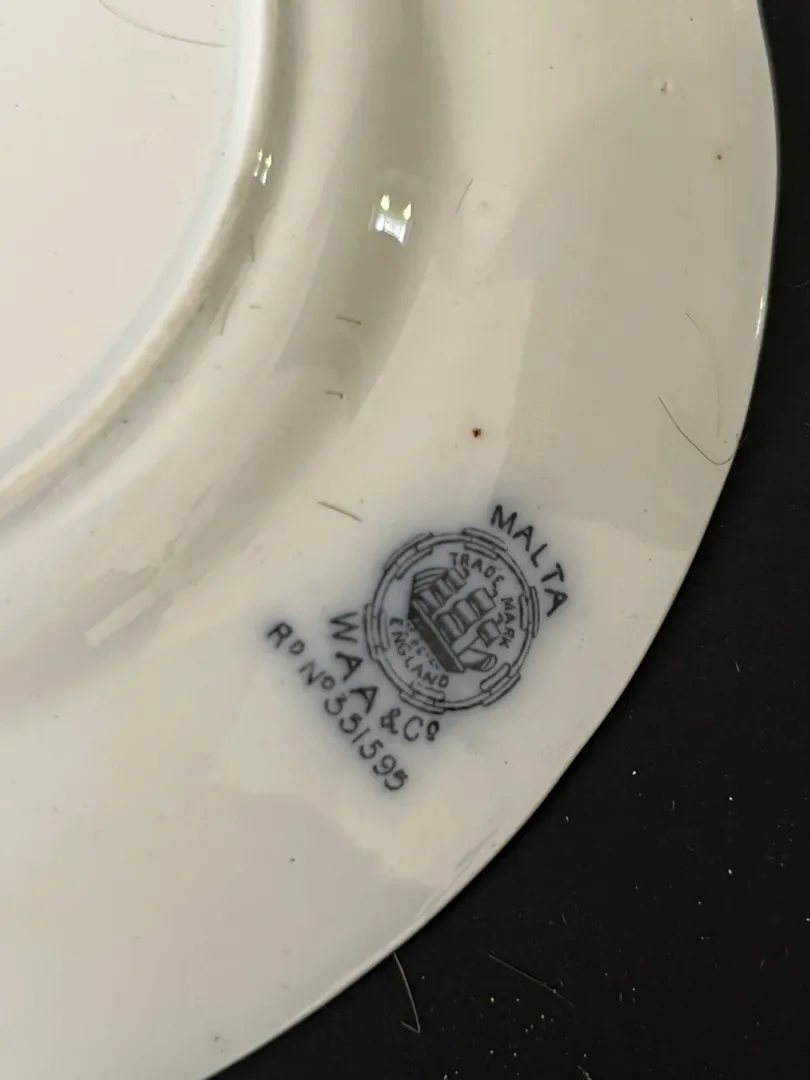 MALTA
TRADE MARK
ENGLAND
WAA & Co
RD No 351595